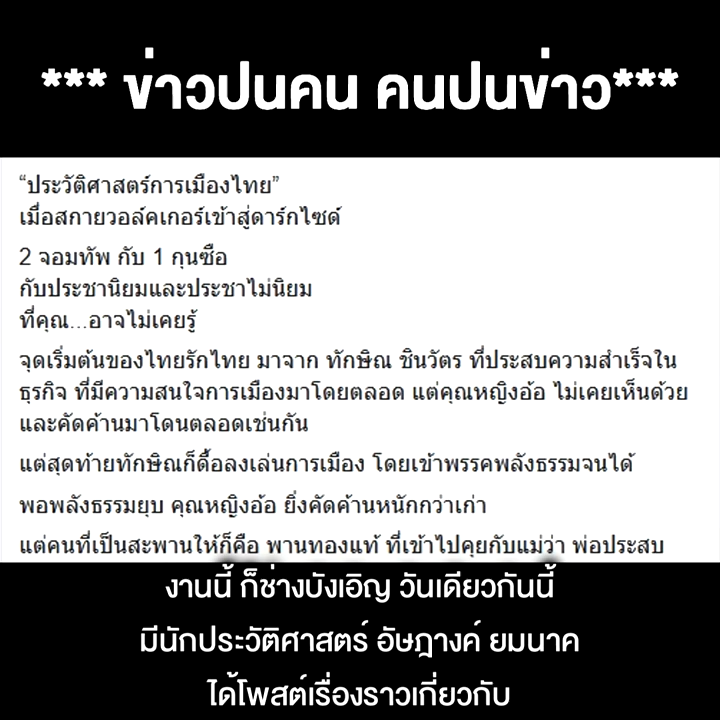 *** ข่าวปนคน คนปนข่าว***
“ประวัติศาสตร์การเมืองไทย”
เมื่อสกายวอล์คเกอร์เข้าสู่ดาร์กไซด์
2 จอมทัพ กับ 1 กุนซือ
กับประชานิยมและประชาไม่นิยม
ที่คุณ...อาจไม่เคยรู้
จุดเริ่มต้นของไทยรักไทย มาจาก ทักษิณ ชินวัตร ที่ประสบความสำเร็จใน
ธุรกิจ ที่มีความสนใจการเมืองมาโดยตลอด แต่คุณหญิงอ้อ ไม่เคยเห็นด้วย
และคัดค้านมาโดนตลอดเช่นกัน
แต่สุดท้ายทักษิณก็ดื้อลงเล่นการเมือง โดยเข้าพรรคพลังธรรมจนได้
พอพลังธรรมยุบ คุณหญิงอ้อ ยิ่งคัดค้านหนักกว่าเก่า
แต่คนที่เป็นสะพานให้ก็คือ พานทองแท้ ที่เข้าไปคุยกับแม่ว่า พ่อประสบ
งานนี้ ก็ช่างบังเอิญ วันเดียวกันนี้
มีนักประวัติศาสตร์ อัษฎางค์ ยมนาค
ได้โพสต์เรื่องราวเกี่ยวกับ